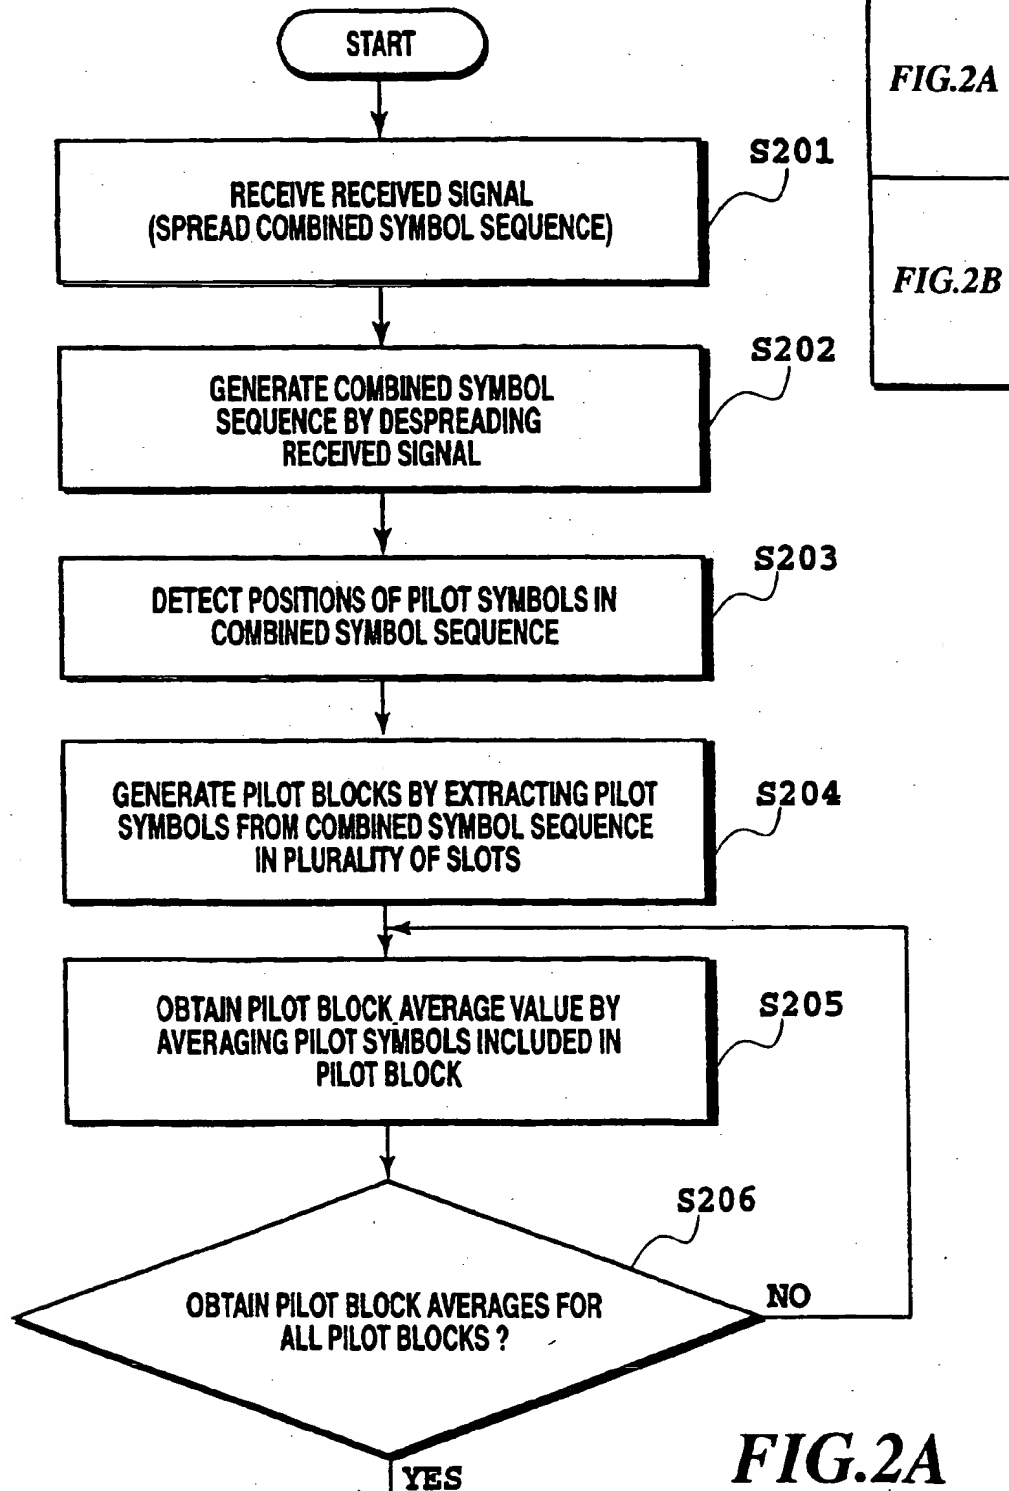 START
FIG.2A
S201
RECEIVE RECEIVED SIGNAL
(SPREAD COMBINED SYMBOL SEQUENCE)
FIG.2B
S202
GENERATE COMBINED SYMBOL
SEQUENCE BY DESPREADING
RECEIVED SIGNAL
S203
DETECT POSITIONS OF PILOT SYMBOLS IN
COMBINED SYMBOL SEQUENCE
S204
GENERATE PILOT BLOCKS BY EXTRACTING PILOT
SYMBOLS FROM COMBINED SYMBOL SEQUENCE
IN PLURALITY OF SLOTS
S205
OBTAIN PILOT BLOCK AVERAGE VALUE BY
AVERAGING PILOT SYMBOLS INCLUDED IN
PILOT BLOCK
S206
OBTAIN PILOT BLOCK AVERAGES FOR
ALL PILOT BLOCKS ?
NO
YES
FIG.2A